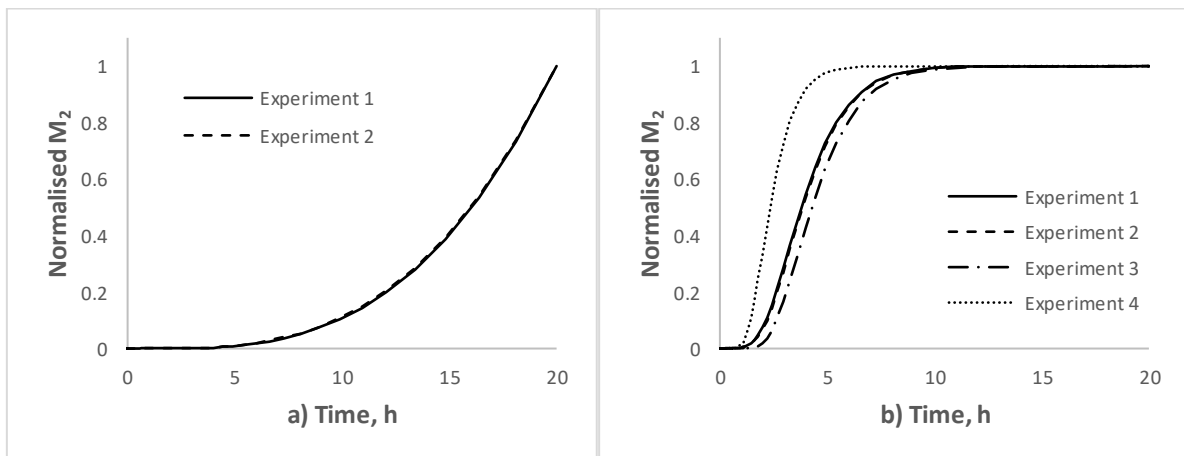 1
0.8
0.6
0.4
0.2
0
Normalised M₂
Experiment 1
Experiment 2
0 5 10 15 20
a) Time, h
1
0.8
0.6
0.4
0.2
0
Normalised M₂
Experiment 1
Experiment 2
Experiment 3
Experiment 4
0 5 10 15 20
b) Time, h